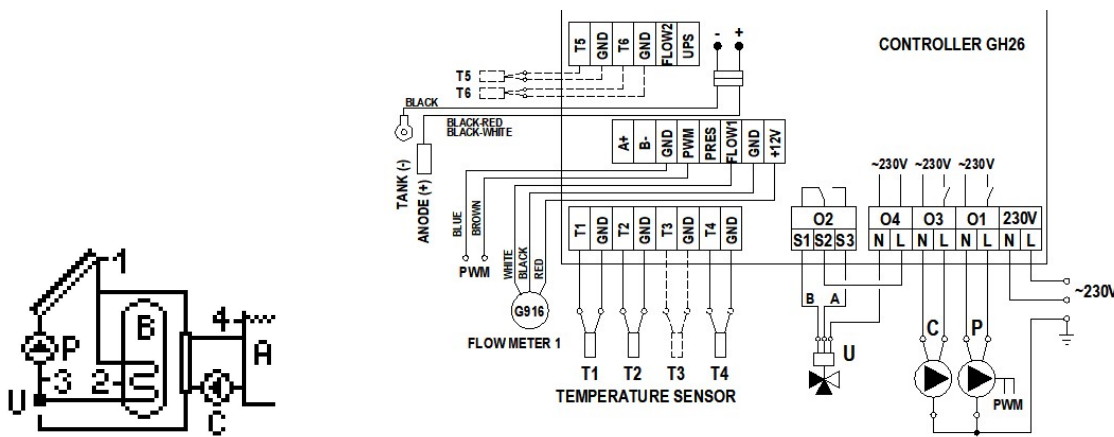 CONTROLLER GH26
T5 GND T6 GND FLOW2 UPS
- +
T5
T6
BLACK
BLACK-RED
BLACK-WHITE
TANK (-)
ANODE (+)
A+ B- GND PWM PRES FLOW1 GND +12V
BLUE
BROWN
PWM
WHITE
BLACK
RED
G916
FLOW METER 1
T1 GND T2 GND T3 GND T4 GND
T1 T2 T3 T4
TEMPERATURE SENSOR
~230V ~230V ~230V
O2 O4 O3 O1 230V
S1 S2 S3 N L N L N L N L
B A
U
C P
PWM
~230V
1
B
4
A
P
3
2
U
C